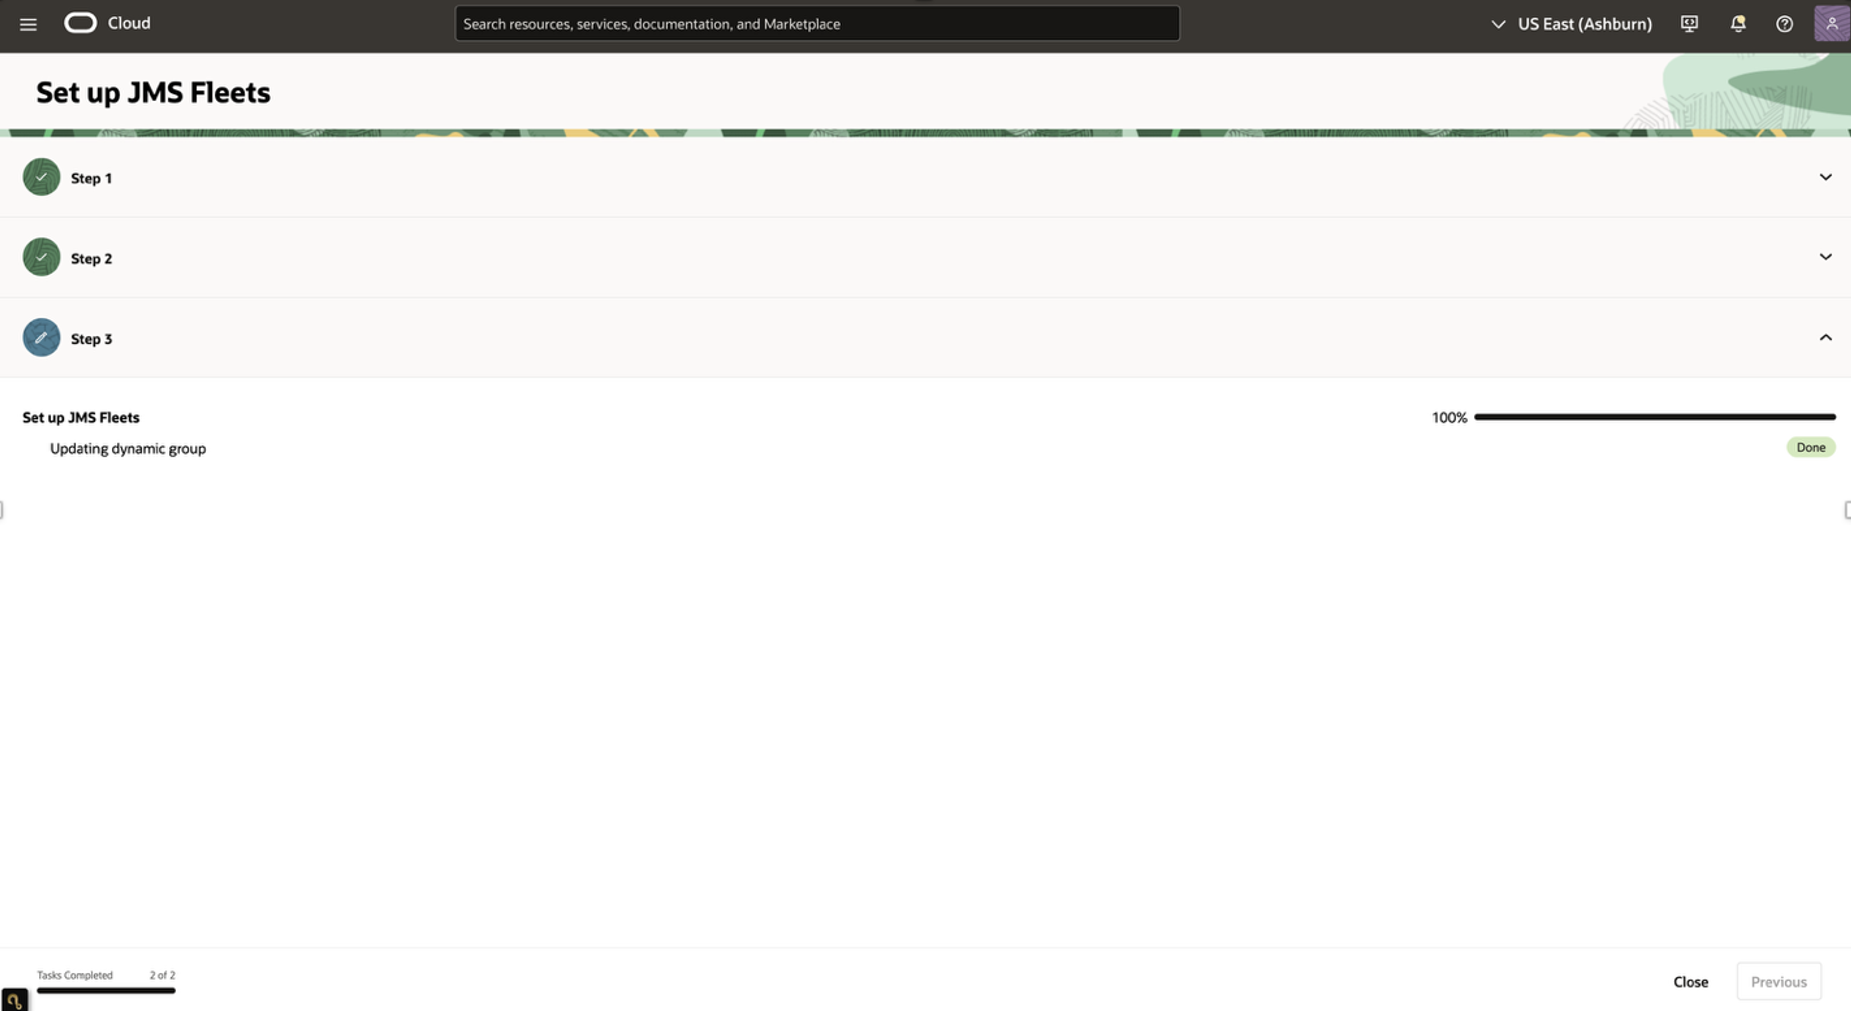 Cloud
Search resources, services, documentation, and Marketplace
US East (Ashburn)
Set up JMS Fleets
Step 1
Step 2
Step 3
Set up JMS Fleets
100%
Updating dynamic group
Done
Tasks Completed 2 of 2
Close
Previous